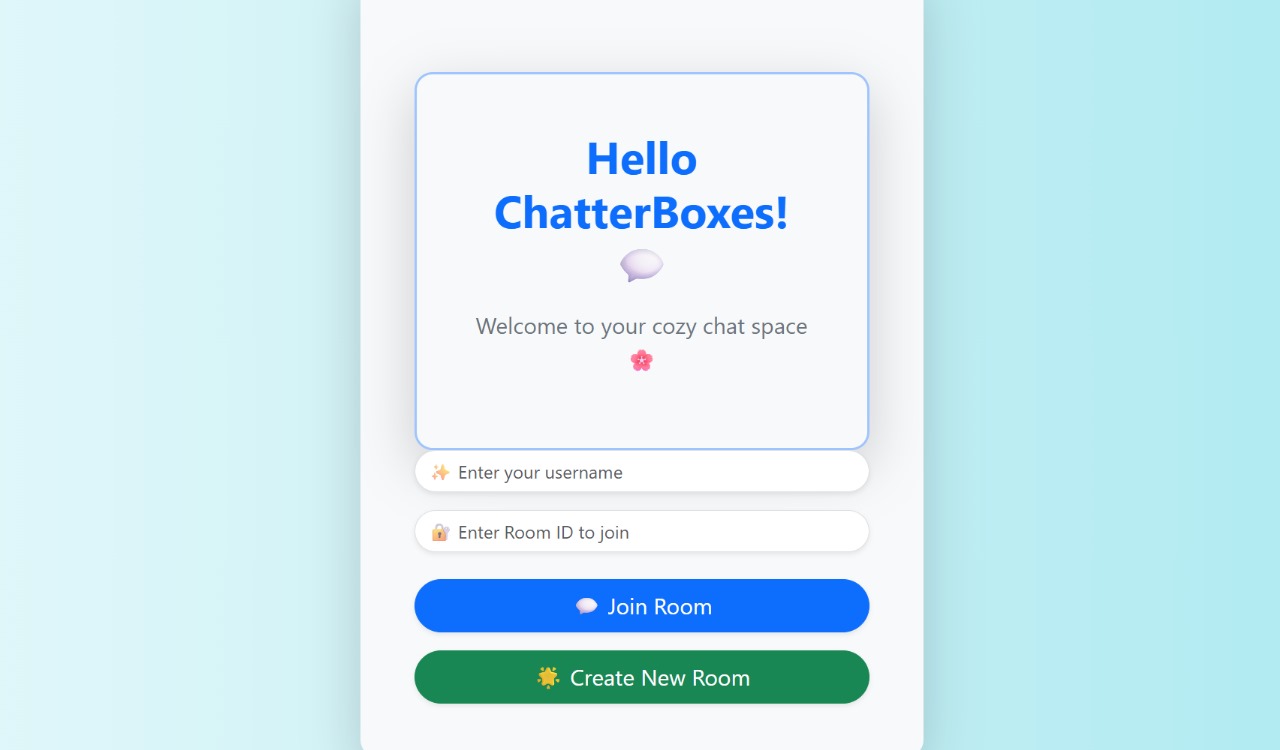 Hello
ChatterBoxes!
💬
Welcome to your cozy chat space
🌸
✨ Enter your username
🔐 Enter Room ID to join
💬 Join Room
🌟 Create New Room